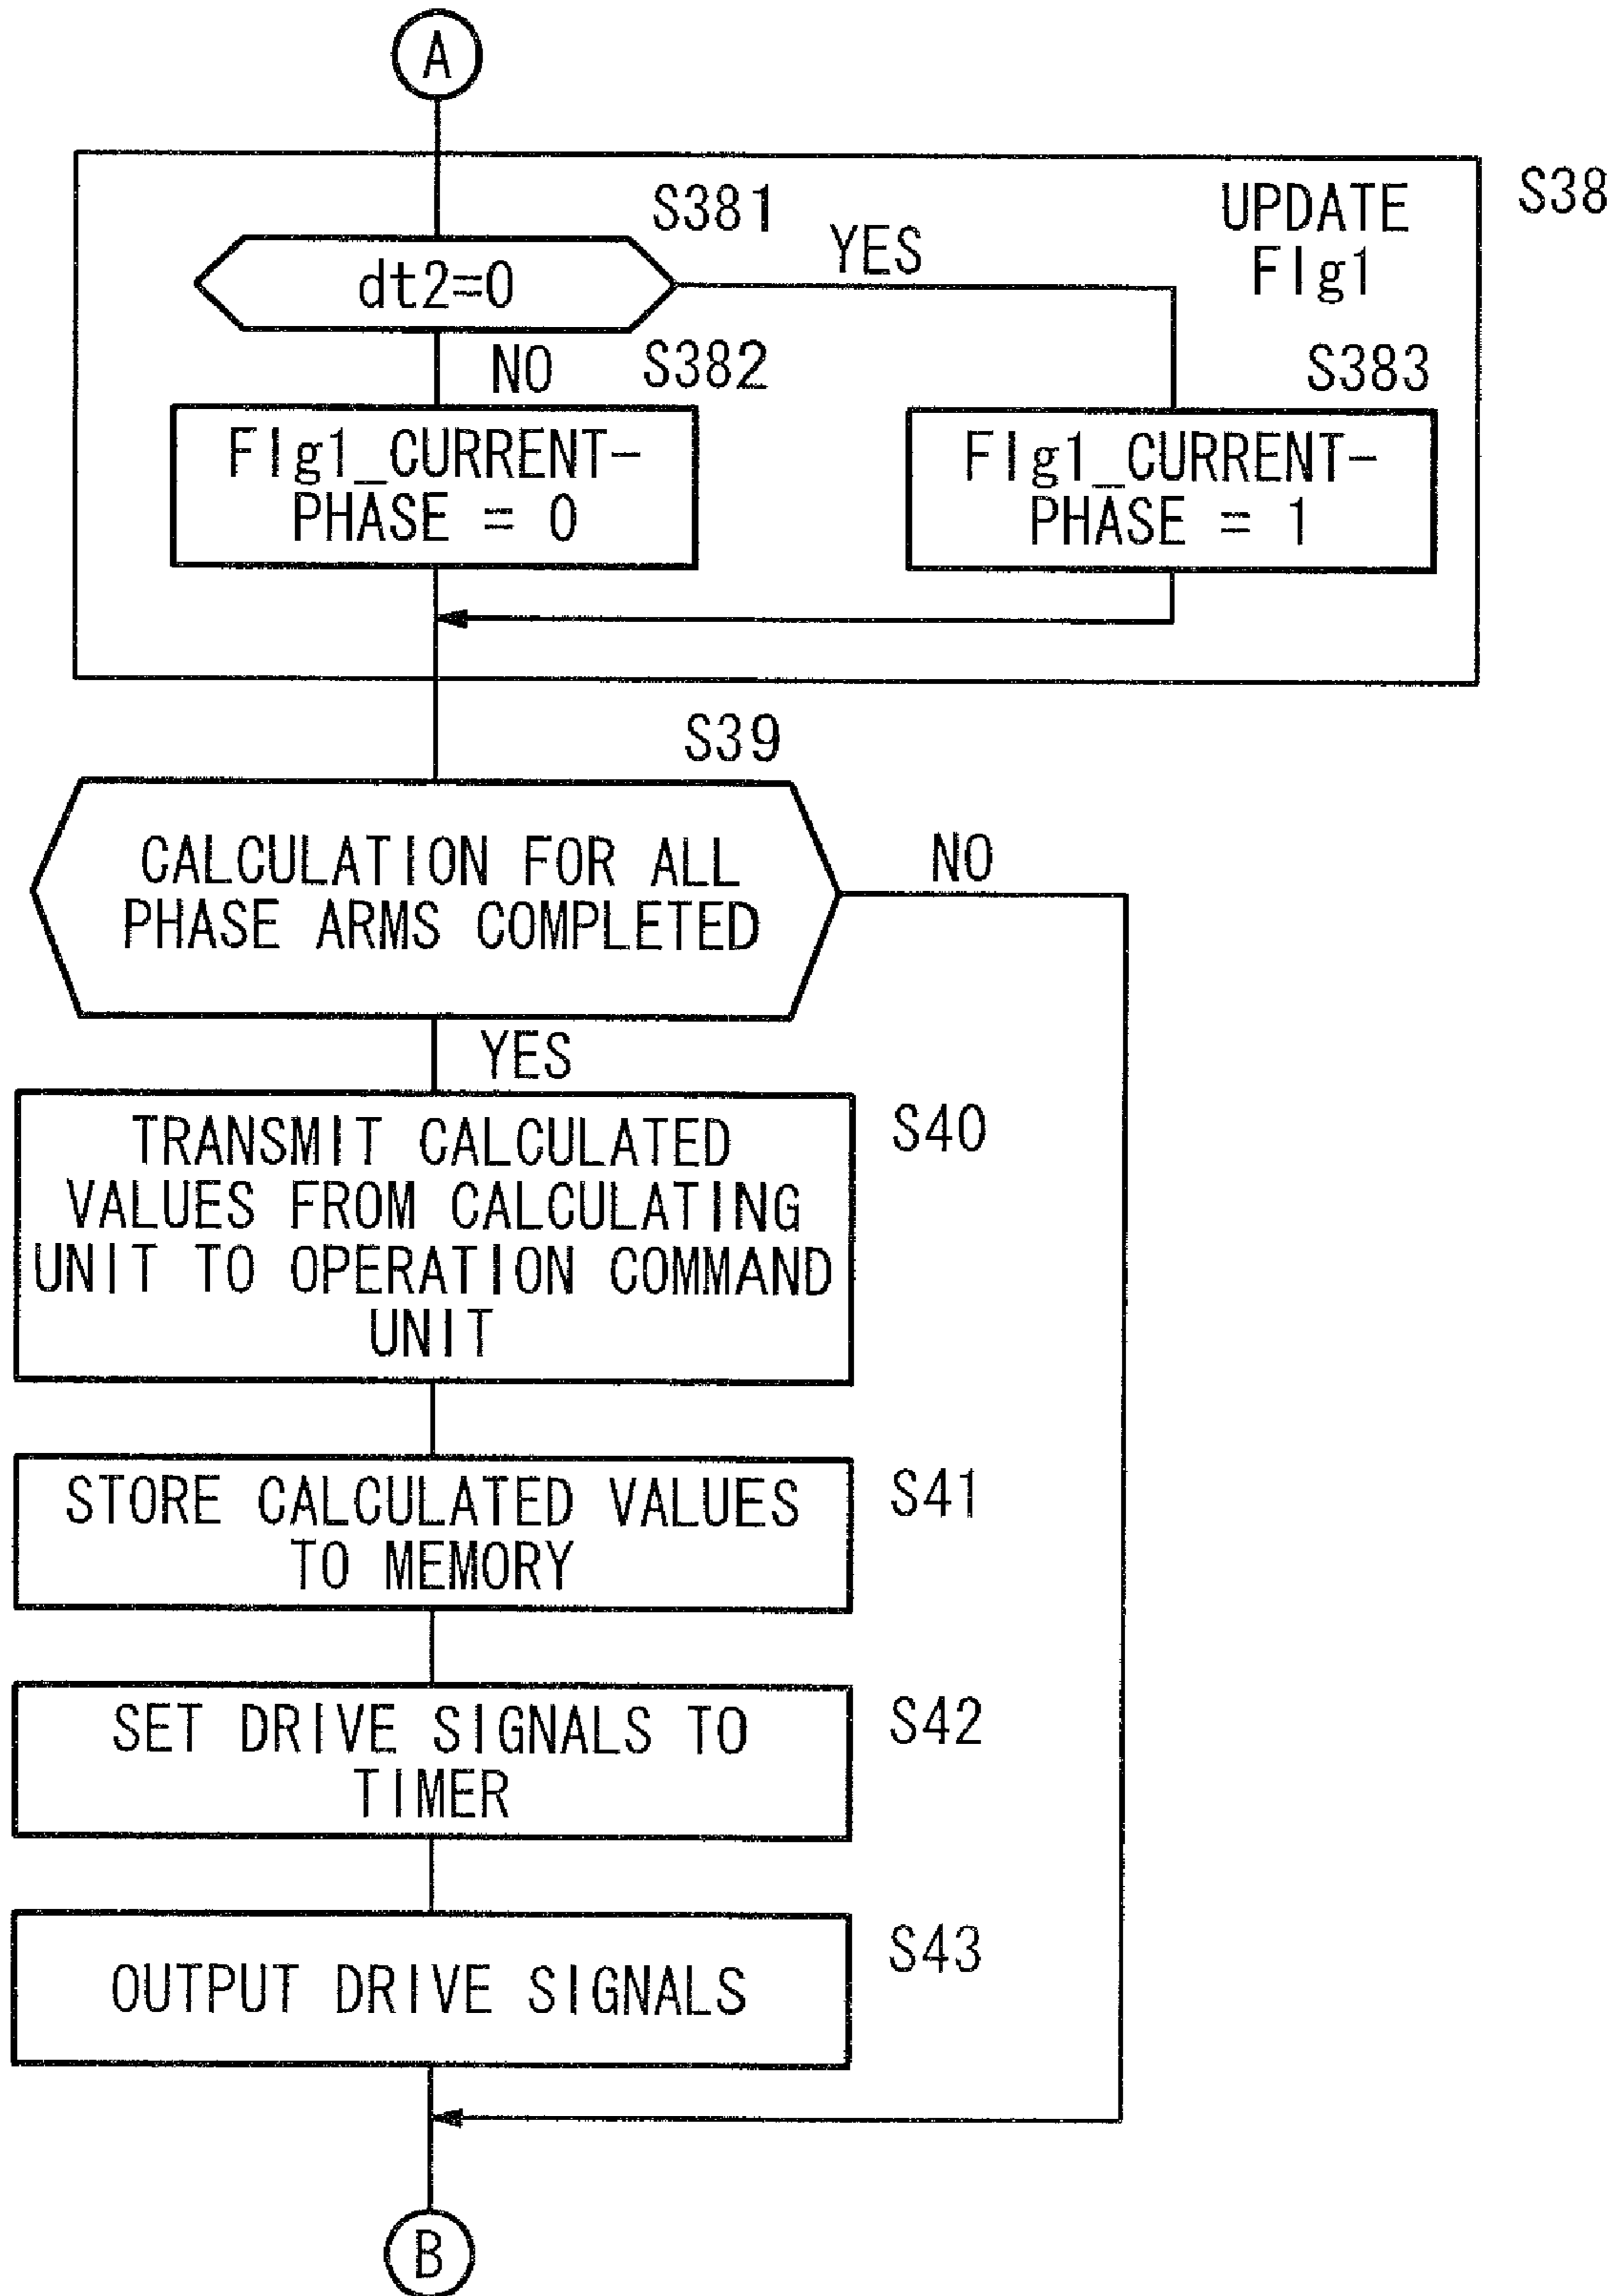 A
S38
S381
UPDATE
Flg1
YES
dt2=0
NO
S382
S383
Flg1_CURRENT-
PHASE = 0
Flg1_CURRENT-
PHASE = 1
S39
CALCULATION FOR ALL
PHASE ARMS COMPLETED
NO
YES
S40
TRANSMIT CALCULATED
VALUES FROM CALCULATING
UNIT TO OPERATION COMMAND
UNIT
S41
STORE CALCULATED VALUES
TO MEMORY
S42
SET DRIVE SIGNALS TO
TIMER
S43
OUTPUT DRIVE SIGNALS
B